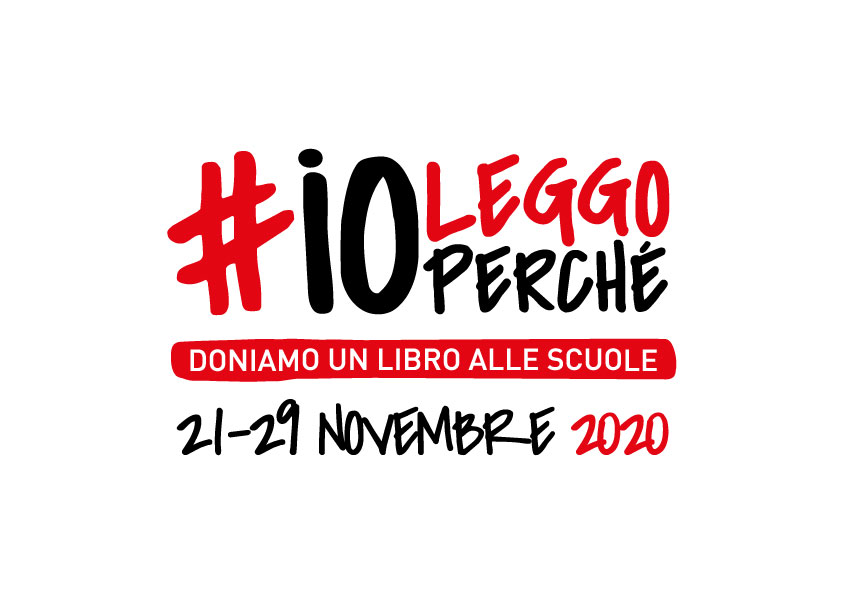 #iO LEGGO PERCHÉ
DONIAMO UN LIBRO ALLE SCUOLE
21-29 NOVEMBRE 2020